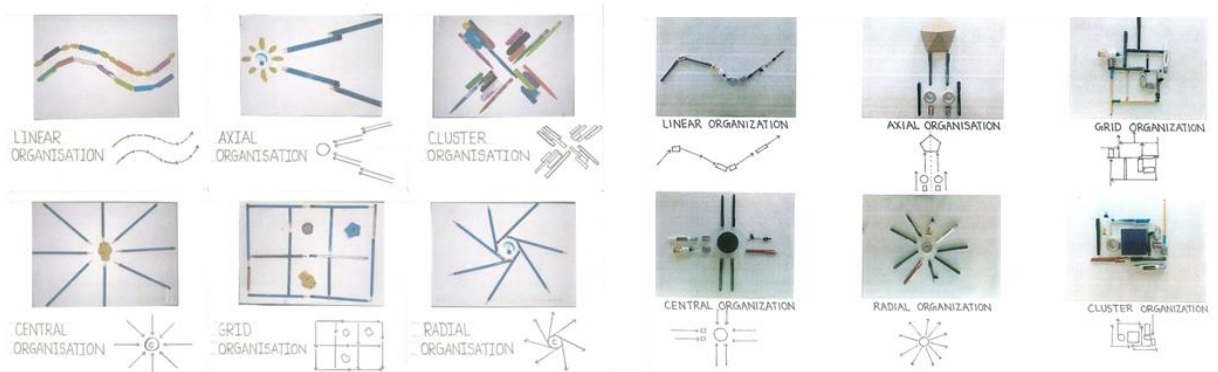 LINEAR
ORGANISATION
AXIAL
ORGANISATION
CLUSTER
ORGANISATION
CENTRAL
ORGANISATION
C
GRID
ORGANISATION
RADIAL
ORGANISATION
C
LINEAR ORGANIZATION
AXIAL ORGANISATION
GRID ORGANIZATION
CENTRAL ORGANIZATION
RADIAL ORGANIZATION
CLUSTER ORGANIZATION